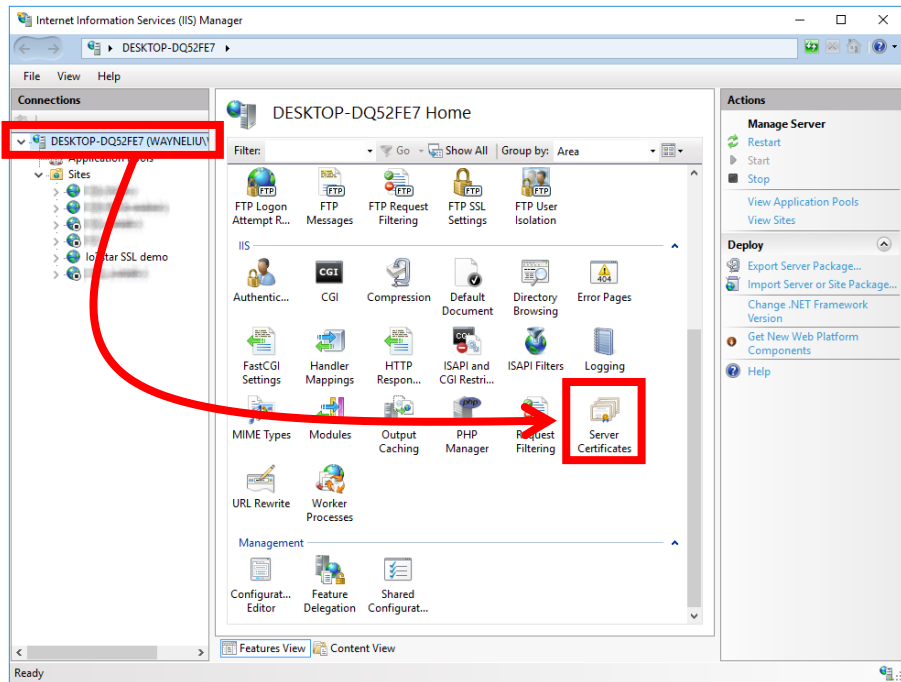 Internet Information Services (IIS) Manager
DESKTOP-DQ52FE7
File View Help
Connections
DESKTOP-DQ52FE7 (WAYNELIU\
Application Pools
Sites
SSL demo
DESKTOP-DQ52FE7 Home
Filter: Go Show All Group by: Area
FTP Logon Attempt R...
FTP Messages
FTP Request Filtering
FTP SSL Settings
FTP User Isolation
IIS
Authentic...
CGI
Compression
Default Document
Directory Browsing
Error Pages
FastCGI Settings
Handler Mappings
HTTP Respon...
ISAPI and CGI Restri...
ISAPI Filters
Logging
MIME Types
Modules
Output Caching
PHP Manager
Request Filtering
Server Certificates
URL Rewrite
Worker Processes
Management
Configurat... Editor
Feature Delegation
Shared Configurat...
Features View Content View
Actions
Manage Server
Restart
Start
Stop
View Application Pools
View Sites
Deploy
Export Server Package...
Import Server or Site Package...
Change .NET Framework
Version
Get New Web Platform
Components
Help
Ready